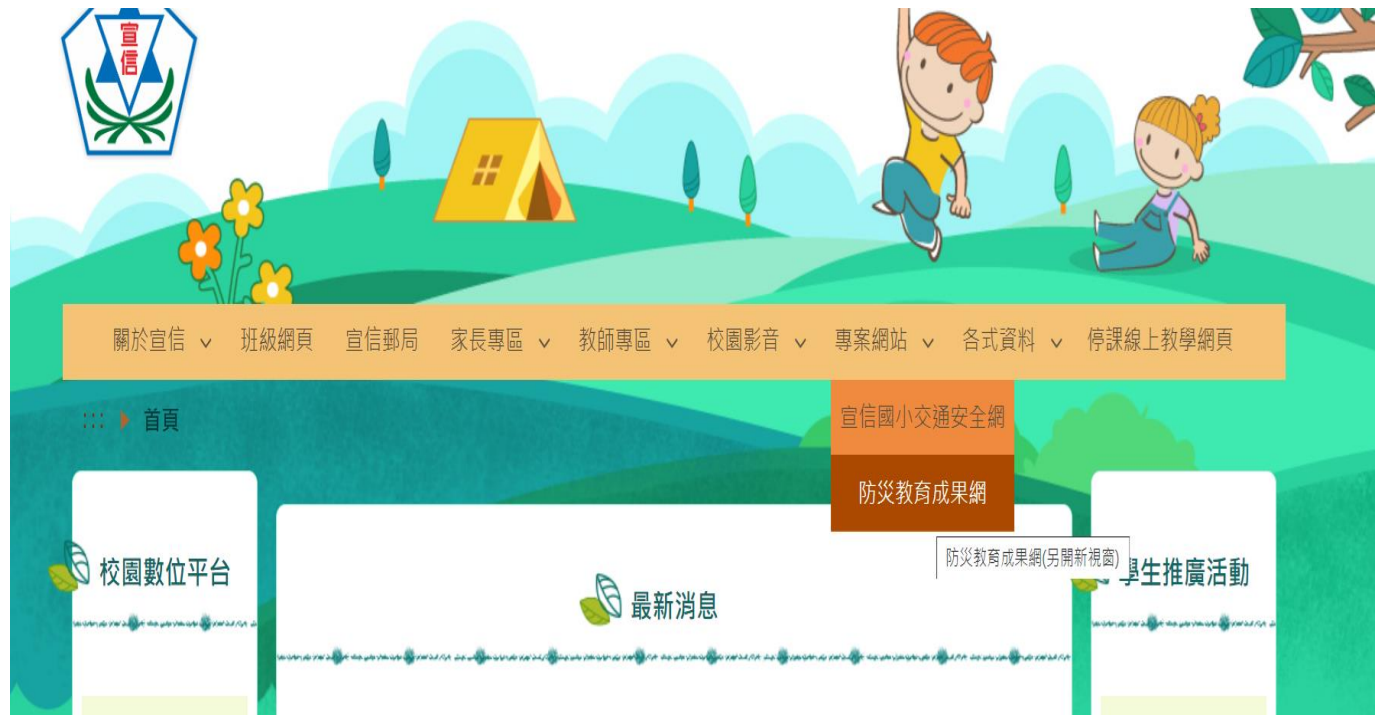 宣信
關於宣信 班級網頁 宣信郵局 家長專區 教師專區 校園影音 專案網站 各式資料 停課線上教學網頁
::: 首頁
宣信國小交通安全網
防災教育成果網
防災教育成果網(另開新視窗)
校園數位平台
最新消息
學生推廣活動